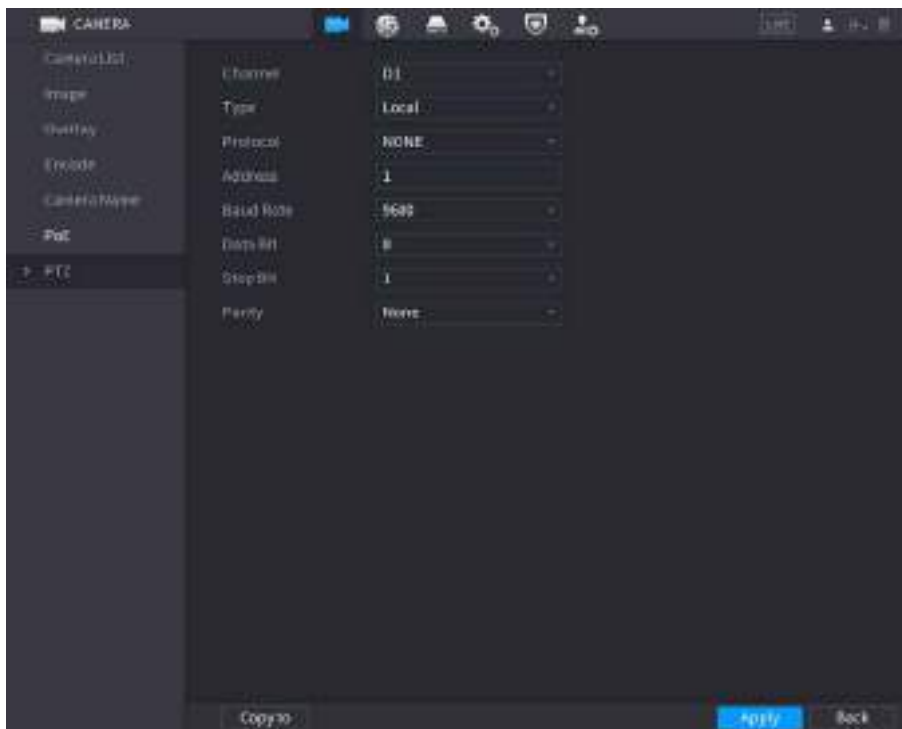 CAMERA
LIVE
Camera List
Image
Overlay
Encode
Camera Name
PoE
PTZ
Channel D1
Type Local
Protocol NONE
Address 1
Baud Rate 9600
Data Bit 8
Stop Bit 1
Parity None
Copy to Apply Back